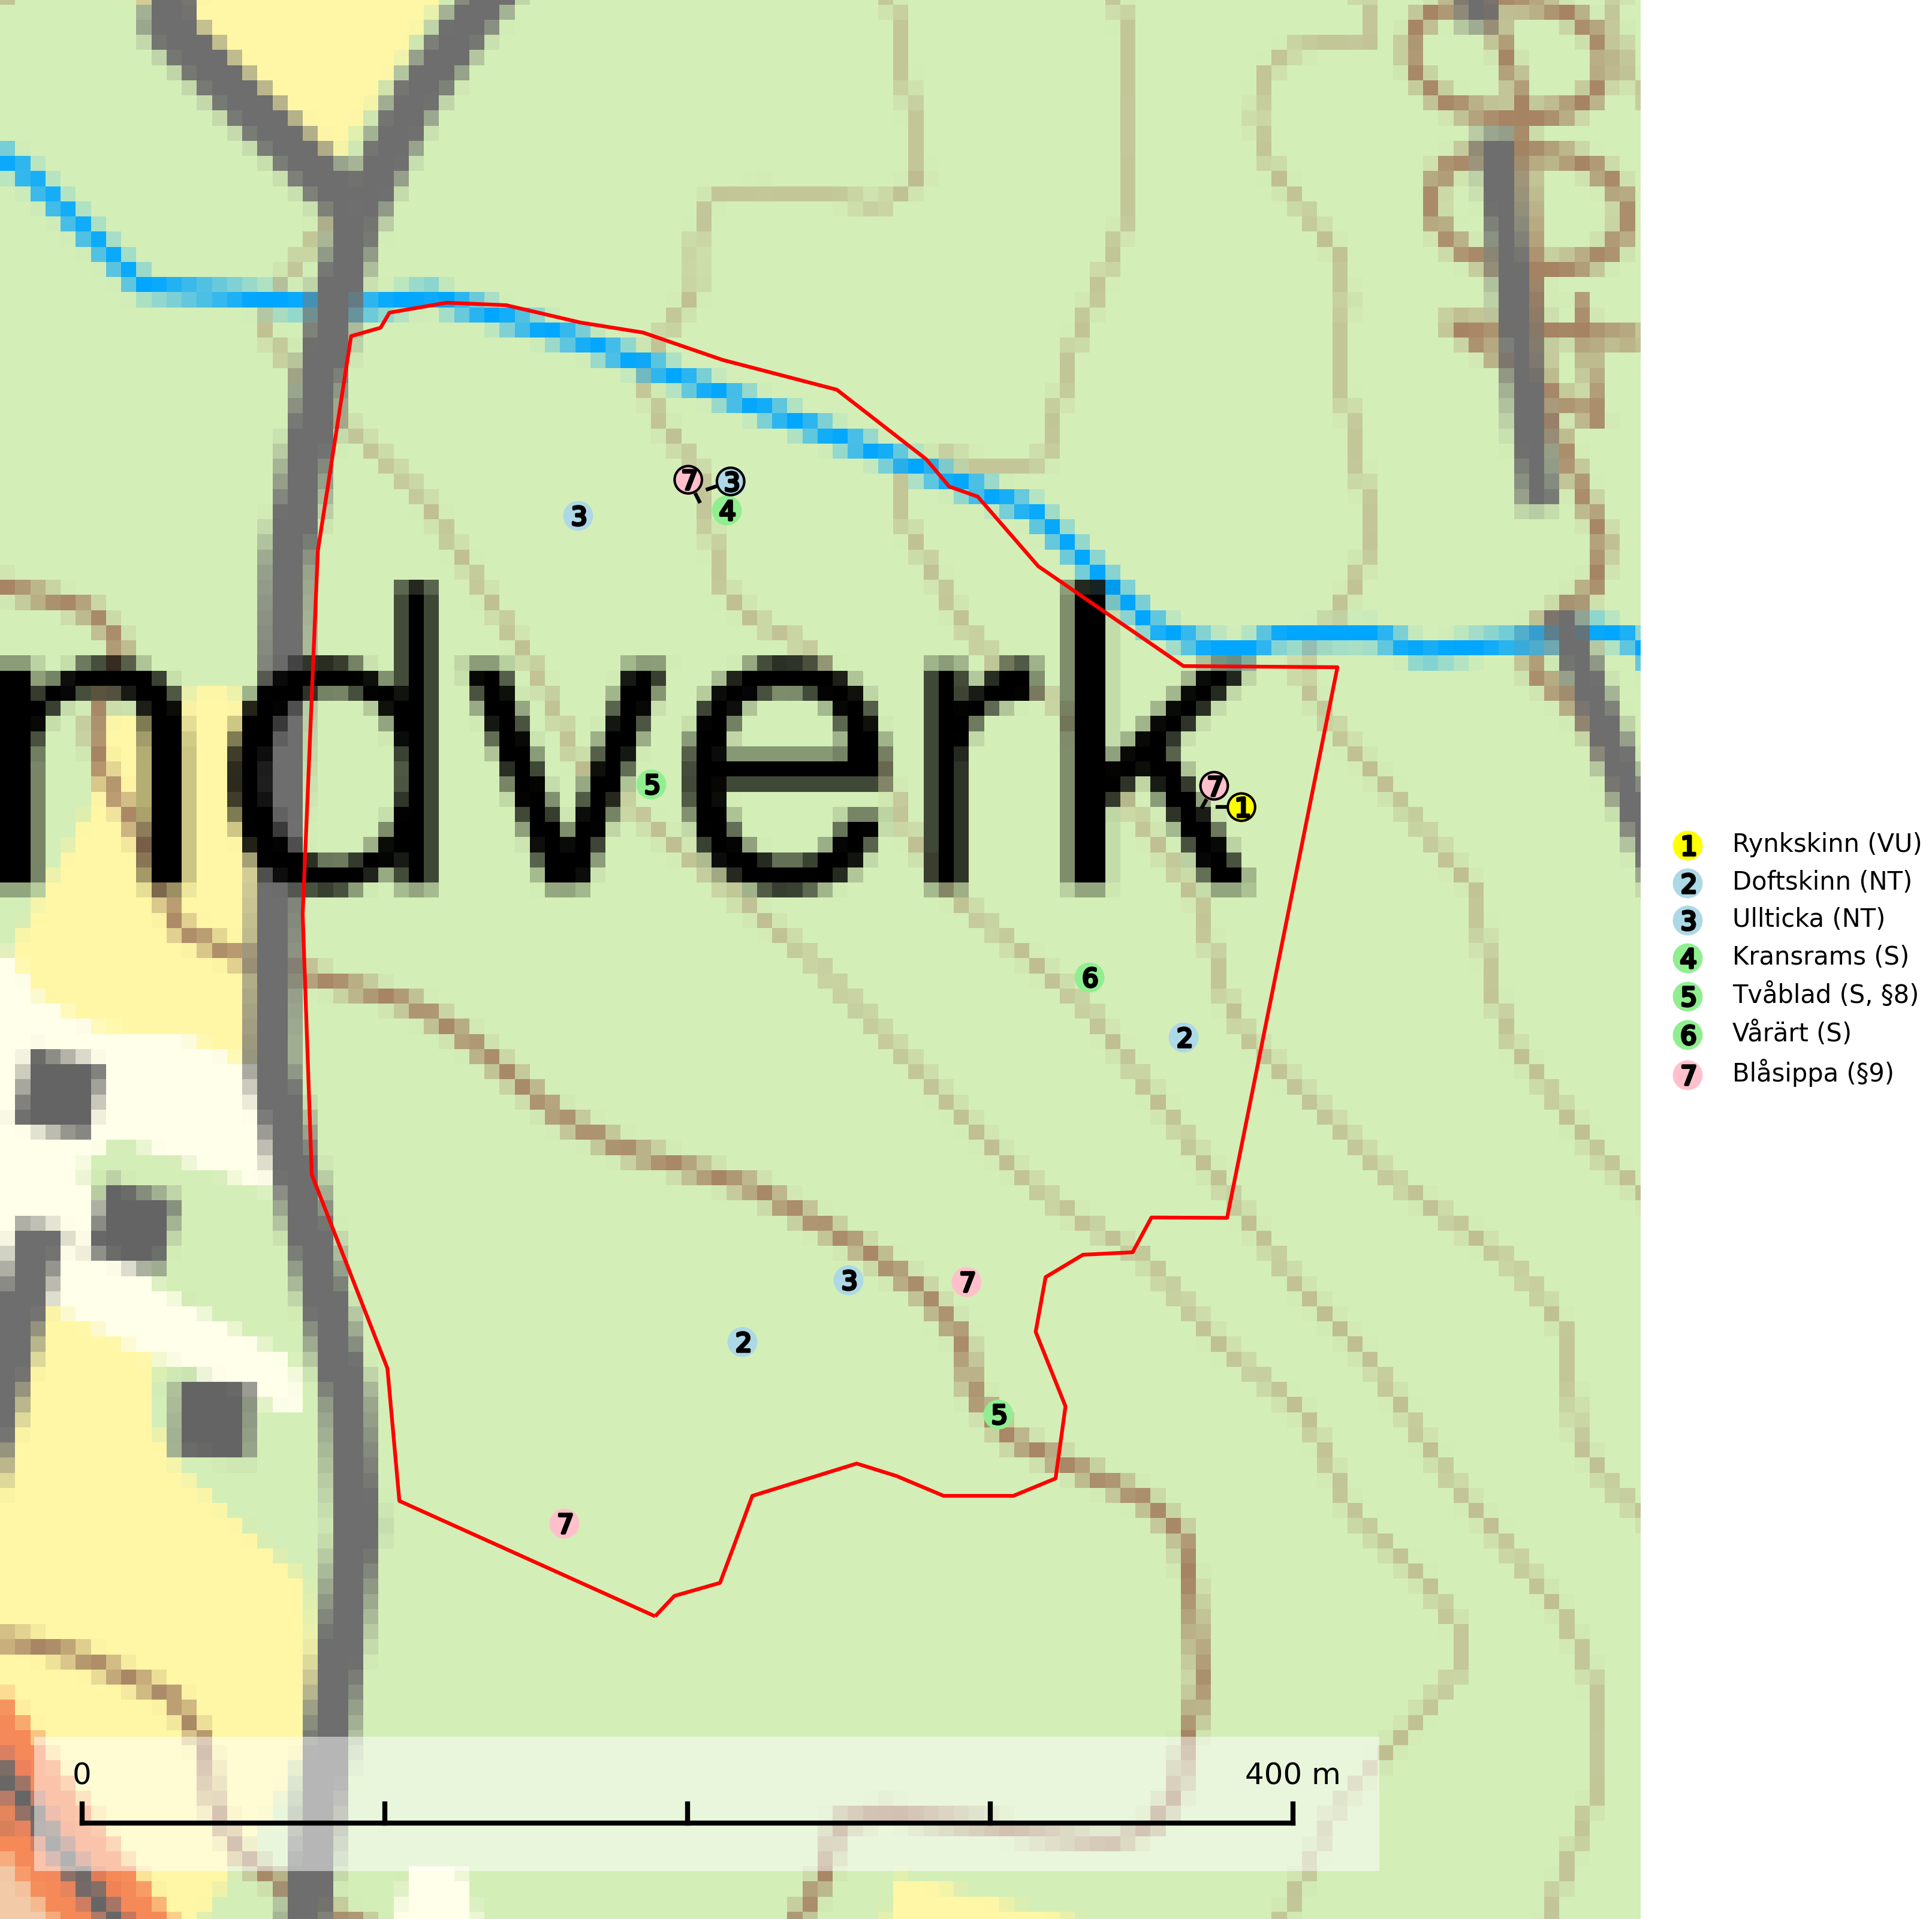 7 3
3 4
ndverk
5
7
1
6
2
3 7
2
5
7
0 400 m
1 Rynkskinn (VU)
2 Doftskinn (NT)
3 Ullticka (NT)
4 Kransrams (S)
5 Tvåblad (S, §8)
6 Vårärt (S)
7 Blåsippa (§9)